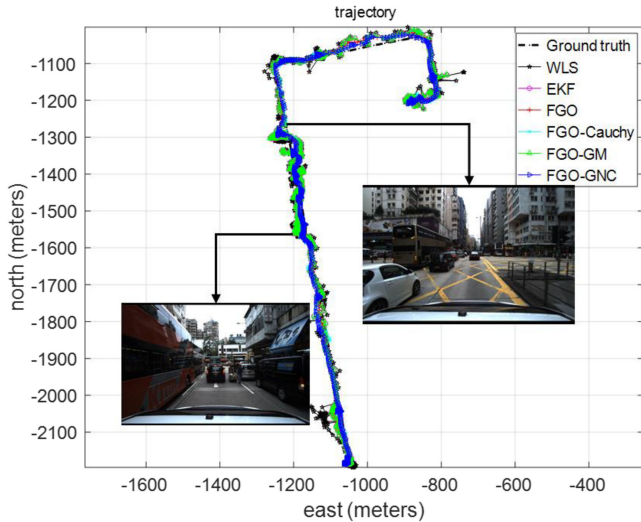 trajectory
Ground truth
WLS
EKF
FGO
FGO-Cauchy
FGO-GM
FGO-GNC
north (meters)
-1100
-1200
-1300
-1400
-1500
-1600
-1700
-1800
-1900
-2000
-2100
-1600
-1400
-1200
-1000
-800
-600
-400
east (meters)